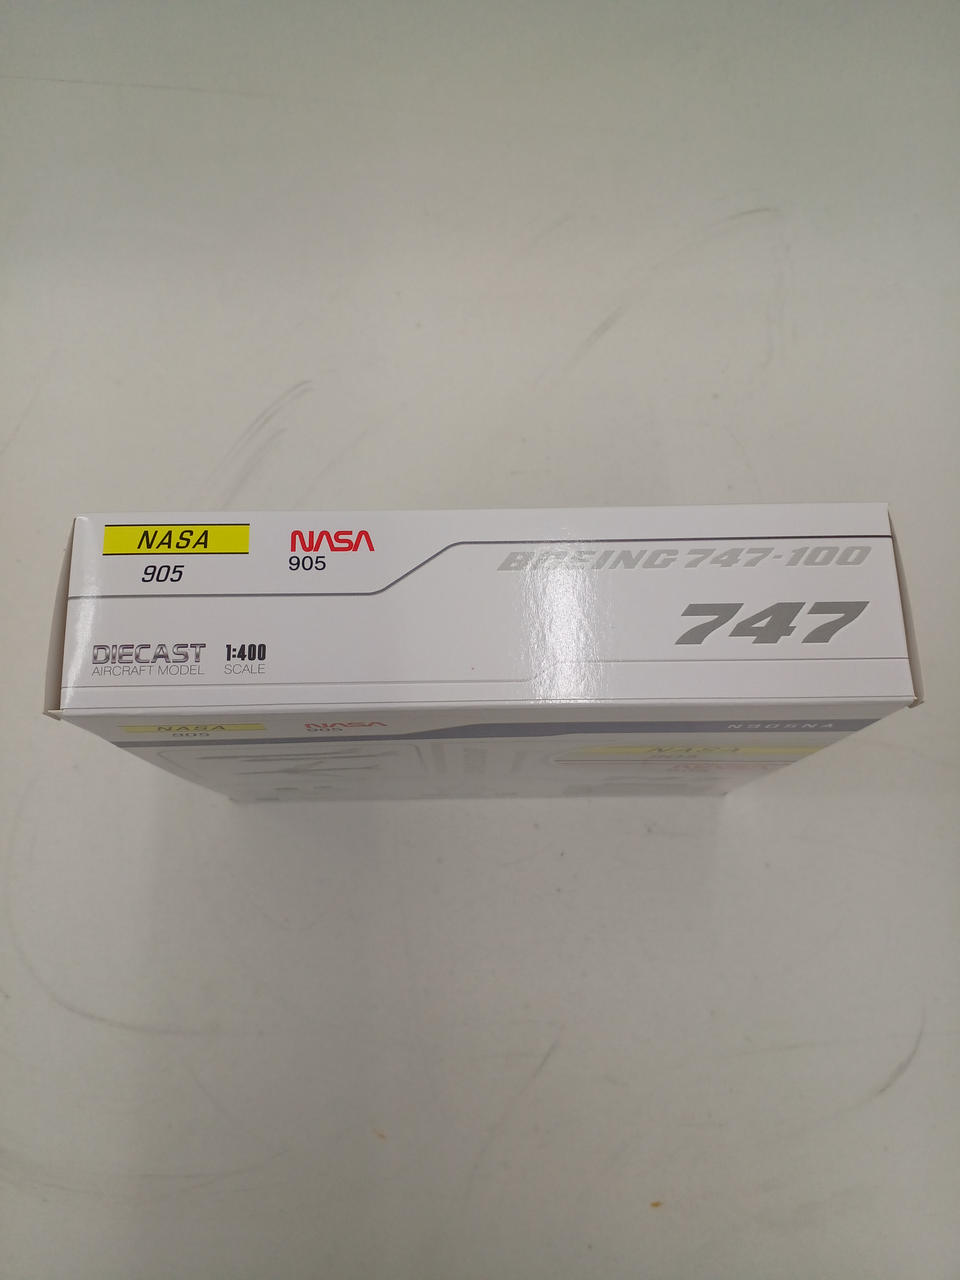 NASA
905
NASA
905
BOEING 747-100
747
DIECAST
AIRCRAFT MODEL
1:400
SCALE
NASA
905
NASA
905
N905NA
NASA